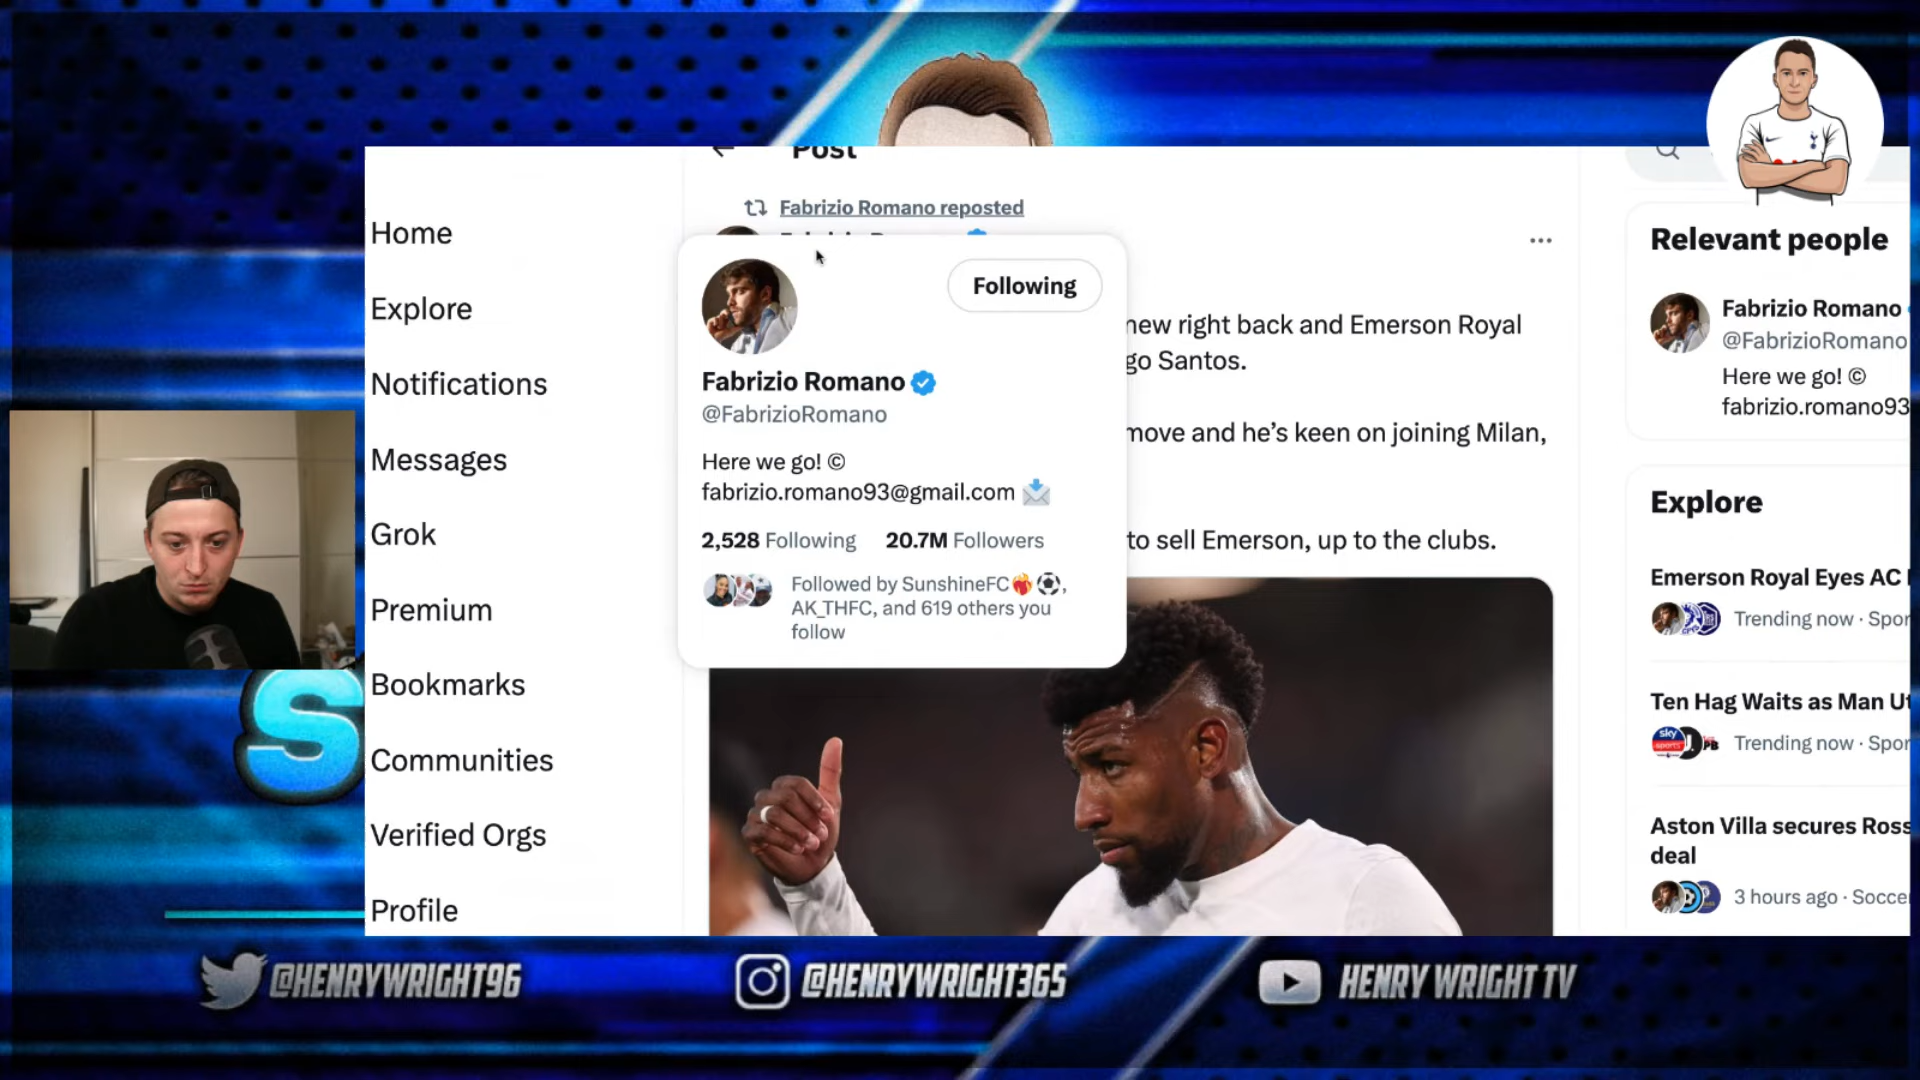 Post
Fabrizio Romano reposted
Home
Explore
Notifications
Messages
Grok
Premium
Bookmarks
Communities
Verified Orgs
Profile
Following
Fabrizio Romano
@FabrizioRomano
Here we go! ©
fabrizio.romano93@gmail.com
2,528 Following 20.7M Followers
Followed by SunshineFC❤️‍🔥⚽,
AK_THFC, and 619 others you
follow
new right back and Emerson Royal
go Santos.
move and he's keen on joining Milan,
to sell Emerson, up to the clubs.
Relevant people
Fabrizio Romano
@FabrizioRomano
Here we go! ©
fabrizio.romano93
Explore
Emerson Royal Eyes AC
Trending now · Spor
Ten Hag Waits as Man Ut
sky
sports
Trending now · Spor
Aston Villa secures Ross
deal
3 hours ago · Socce
S
@HENRYWRIGHT96
@HENRYWRIGHT365
HENRY WRIGHT TV